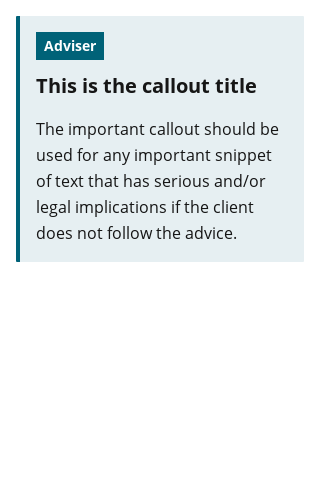 Adviser
This is the callout title
The important callout should be
used for any important snippet
of text that has serious and/or
legal implications if the client
does not follow the advice.